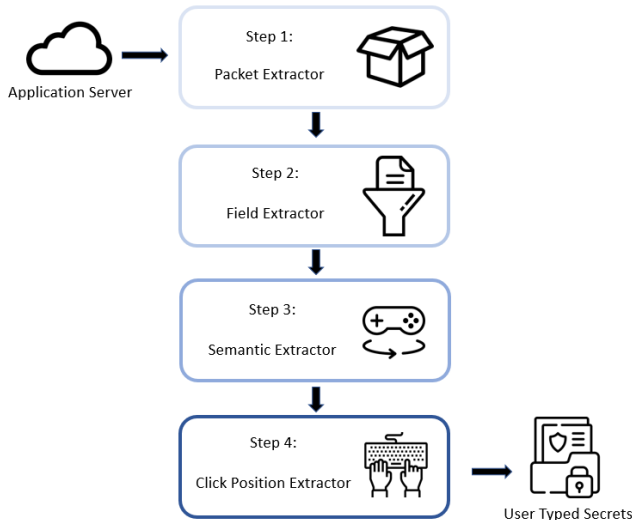 Step 1:
Packet Extractor
Application Server
Step 2:
Field Extractor
Step 3:
Semantic Extractor
Step 4:
Click Position Extractor
User Typed Secrets